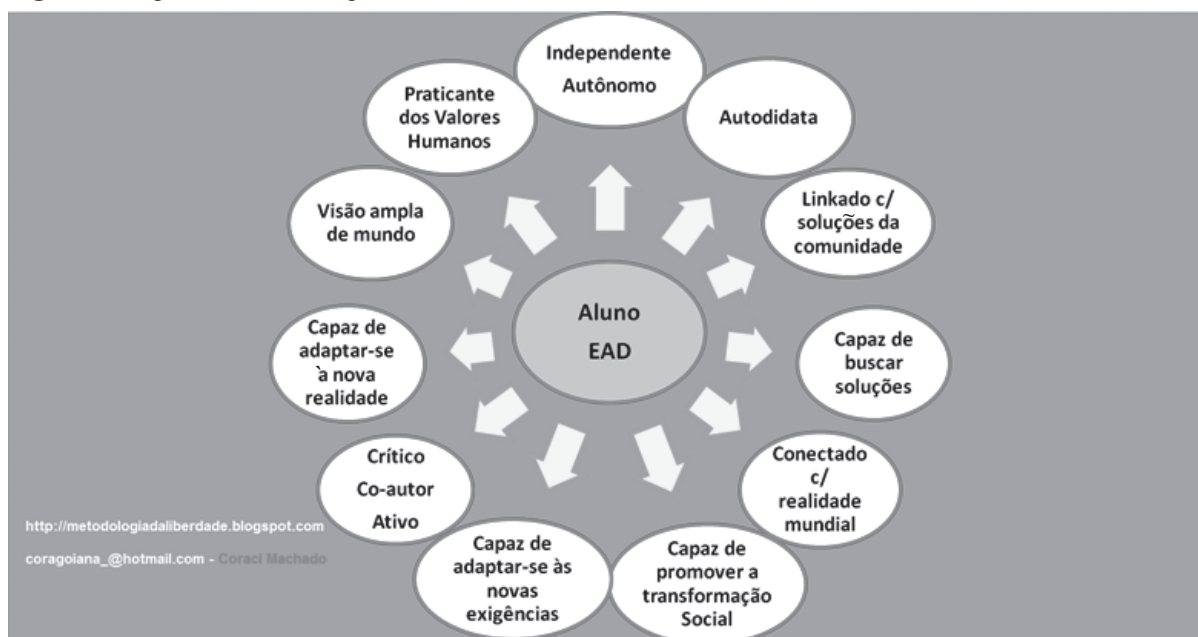 Independente
Autônomo
Autodidata
Linkado c/
soluções da
comunidade
Capaz de
buscar
soluções
Conectado
c/
realidade
mundial
Capaz de
promover a
transformação
Social
Capaz de
adaptar-se às
novas
exigências
Crítico
Co-autor
Ativo
Capaz de
adaptar-se
à nova
realidade
Visão ampla
de mundo
Praticante
dos Valores
Humanos
Aluno
EAD
http://metodologiadaliberdade.blogspot.com
coragoiana_@hotmail.com - Coraci Machado